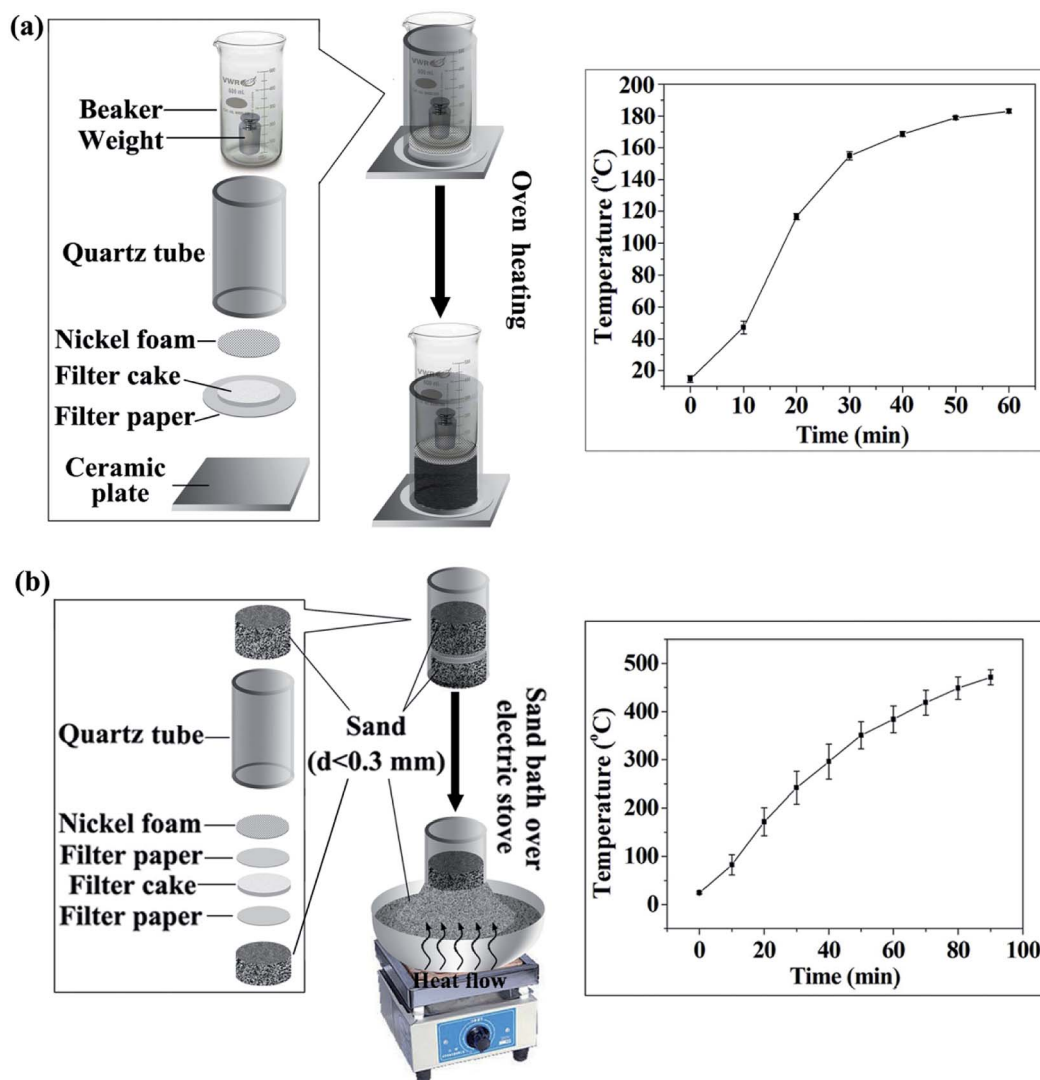 (a)
Beaker
Weight
Quartz tube
Nickel foam
Filter cake
Filter paper
Ceramic
plate
VWR
VWR
Oven heating
VWR
200
180
160
140
120
100
80
60
40
20
0 10 20 30 40 50 60
Temperature (°C)
Time (min)
(b)
Quartz tube
Sand
(d<0.3 mm)
Nickel foam
Filter paper
Filter cake
Filter paper
Sand bath over
electric stove
Heat flow
500
400
300
200
100
0
0 20 40 60 80 100
Temperature (°C)
Time (min)